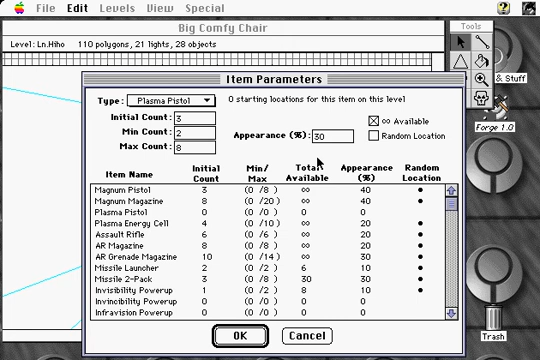 File Edit Levels View Special
Big Comfy Chair
Tools
Level: Ln.Hiho 110 polygons, 21 lights, 28 objects
& Stuff
Forge 1.0
Trash
Item Parameters
Type: Plasma Pistol 0 starting locations for this item on this level
Initial Count: 3
Min Count: 2
Max Count: 8
Appearance (%): 30
∞ Available
Random Location
Item Name Initial Count Min/Max Total Available Appearance (%) Random Location
Magnum Pistol 3 (0 /8 ) ∞ 40 •
Magnum Magazine 8 (0 /20 ) ∞ 40 •
Plasma Pistol 0 (0 /0 ) 0 0
Plasma Energy Cell 4 (0 /10 ) ∞ 20 •
Assault Rifle 6 (0 /6 ) ∞ 20 •
AR Magazine 8 (0 /8 ) ∞ 20 •
AR Grenade Magazine 10 (0 /14 ) ∞ 30 •
Missile Launcher 2 (0 /2 ) 6 10 •
Missile 2-Pack 3 (0 /8 ) 30 30 •
Invisibility Powerup 1 (0 /2 ) 8 10 •
Invincibility Powerup 0 (0 /0 ) 0 0
Infravision Powerup 0 (0 /0 ) 0 0
OK Cancel